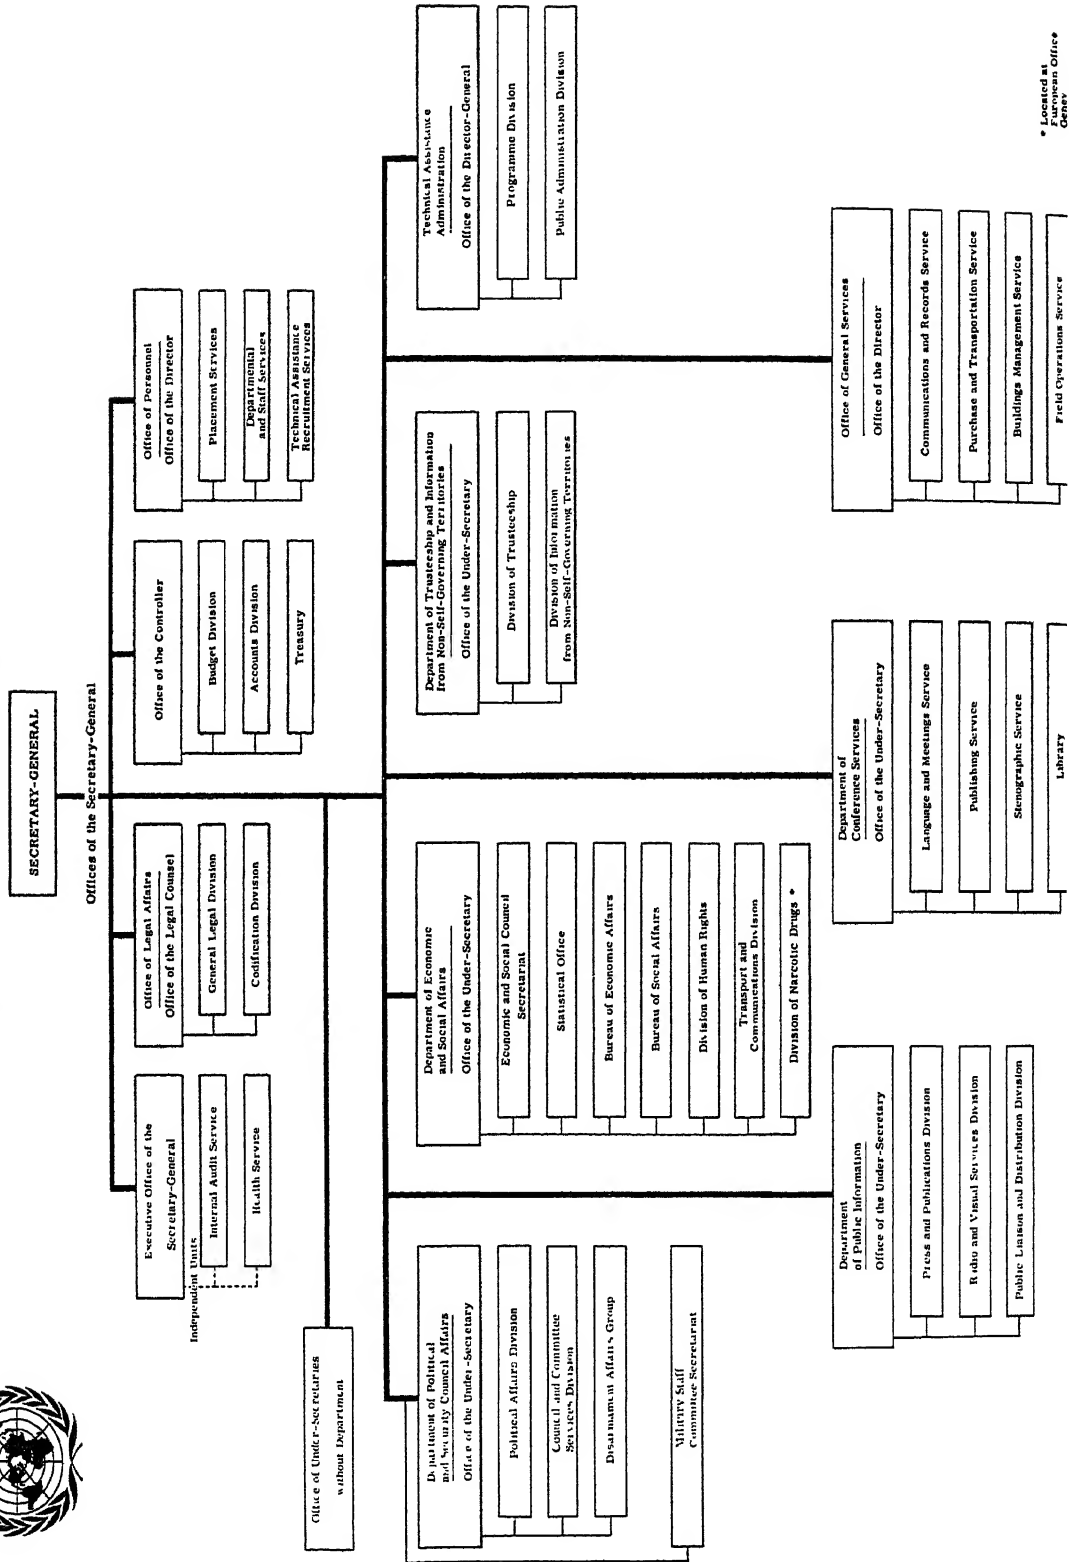 SECRETARY-GENERAL
Offices of the Secretary-General
Executive Office of the
Secretary-General
Independent Units
Internal Audit Service
Health Service
Office of Legal Affairs
Office of the Legal Counsel
General Legal Division
Codification Division
Office of the Controller
Budget Division
Accounts Division
Treasury
Office of Personnel
Office of the Director
Placement Services
Departmental
and Staff Services
Technical Assistance
Recruitment Services
Office of Under-Secretaries
without Department
Department of Political
and Security Council Affairs
Office of the Under-Secretary
Political Affairs Division
Council and Committee
Services Division
Disarmament Affairs Group
Military Staff
Committee Secretariat
Department of Economic
and Social Affairs
Office of the Under-Secretary
Economic and Social Council
Secretariat
Statistical Office
Bureau of Economic Affairs
Bureau of Social Affairs
Division of Human Rights
Transport and
Communications Division
Division of Narcotic Drugs *
Department of Trusteeship and Information
from Non-Self-Governing Territories
Office of the Under-Secretary
Division of Trusteeship
Division of Information
from Non-Self-Governing Territories
Technical Assistance
Administration
Office of the Director-General
Programme Division
Public Administration Division
Department
of Public Information
Office of the Under-Secretary
Press and Publications Division
Radio and Visual Services Division
Public Liaison and Distribution Division
Department of
Conference Services
Office of the Under-Secretary
Language and Meetings Service
Publishing Service
Stenographic Service
Library
Office of General Services
Office of the Director
Communications and Records Service
Purchase and Transportation Service
Buildings Management Service
Field Operations Service
* Located at
European Office
Genev